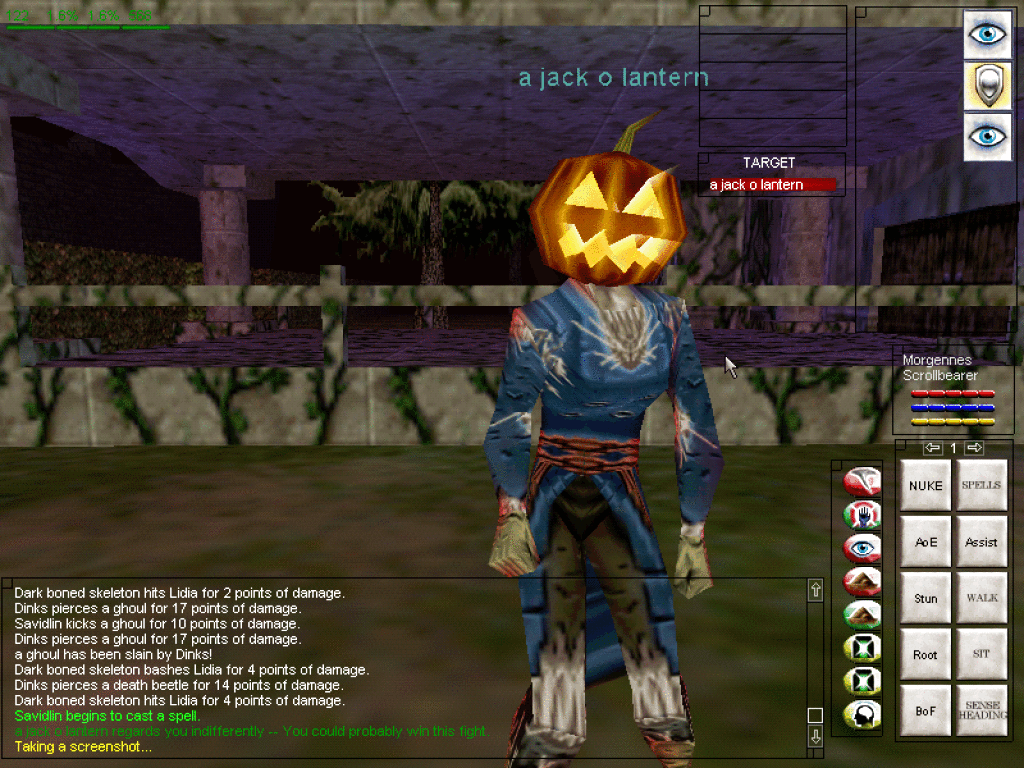 a jack o lantern
TARGET
a jack o lantern
Morgennes
Scrollbearer
1
NUKE SPELLS
AoE Assist
Stun WALK
Root SIT
BoF SENSE HEADING
Dark boned skeleton hits Lidia for 2 points of damage.
Dinks pierces a ghoul for 17 points of damage.
Savidlin kicks a ghoul for 10 points of damage.
Dinks pierces a ghoul for 17 points of damage.
a ghoul has been slain by Dinks!
Dark boned skeleton bashes Lidia for 4 points of damage.
Dinks pierces a death beetle for 14 points of damage.
Dark boned skeleton hits Lidia for 4 points of damage.
Savidlin begins to cast a spell.
a jack o lantern regards you indifferently -- You could probably win this fight.
Taking a screenshot...